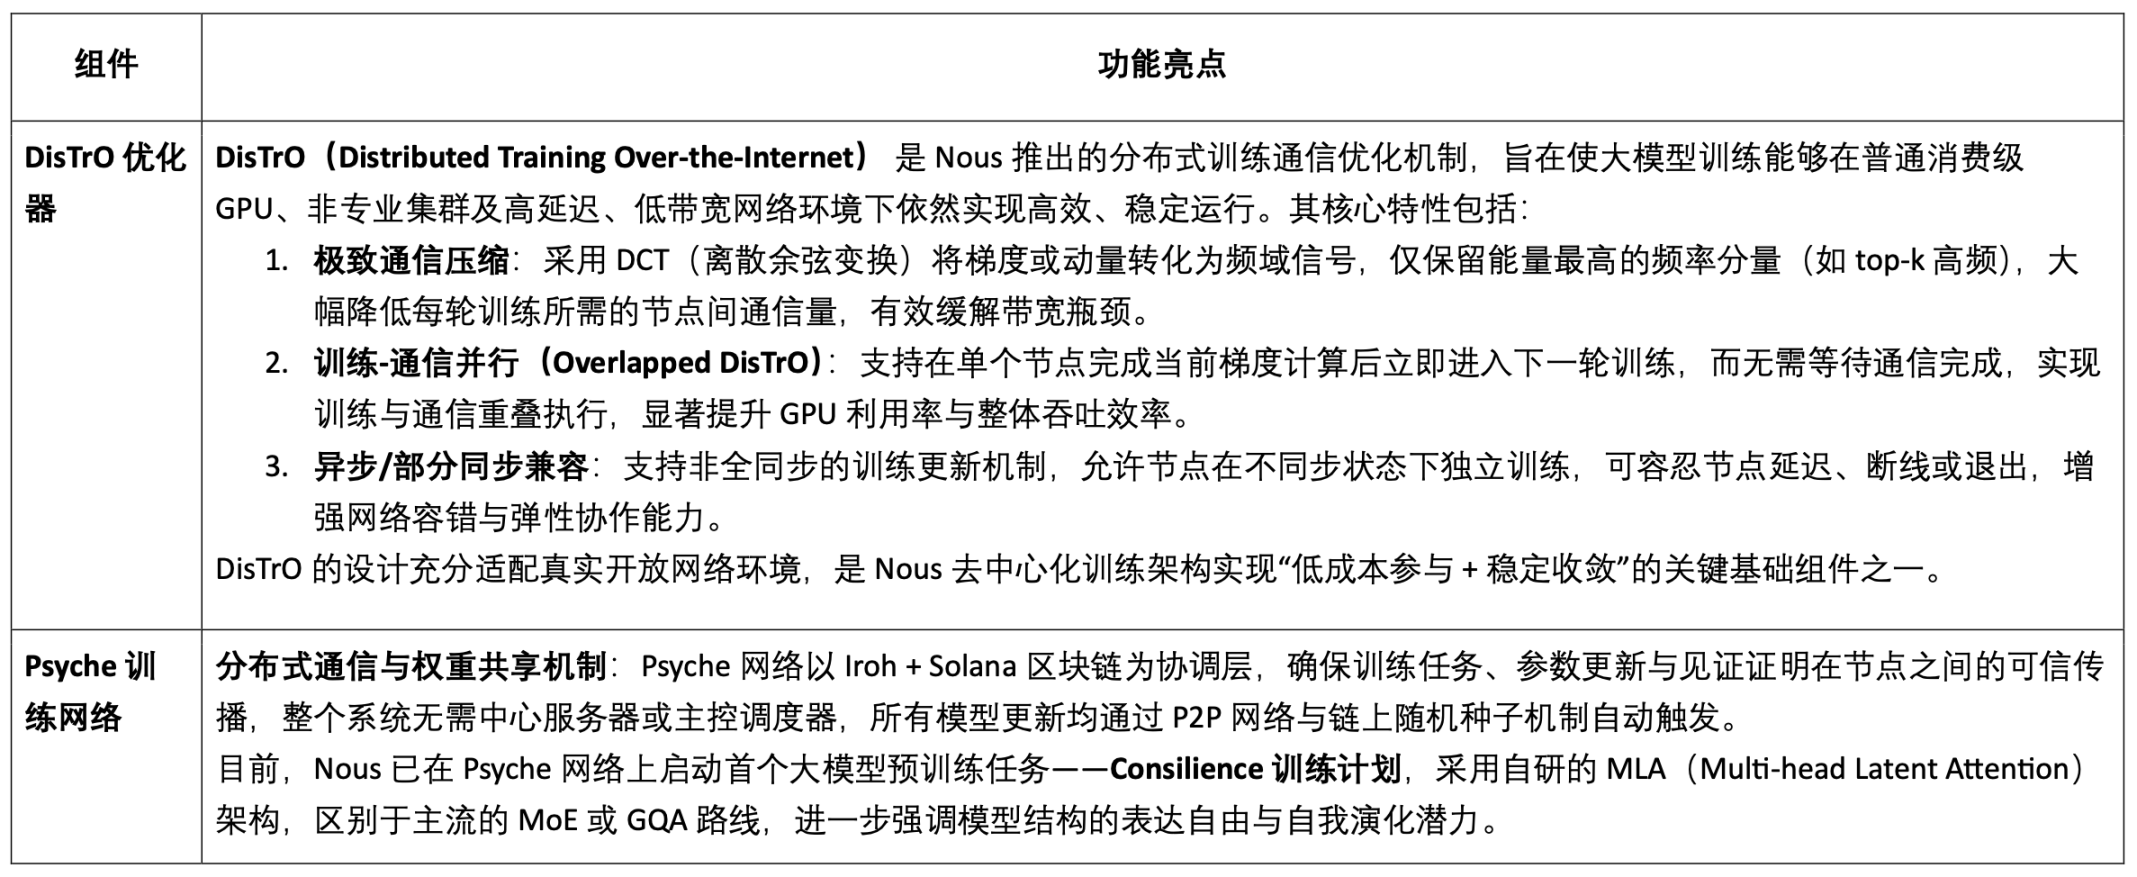 组件
功能亮点
DisTrO 优化
器
DisTrO（Distributed Training Over-the-Internet） 是 Nous 推出的分布式训练通信优化机制，旨在使大模型训练能够在普通消费级
GPU、非专业集群及高延迟、低带宽网络环境下依然实现高效、稳定运行。其核心特性包括：
1. 极致通信压缩：采用 DCT（离散余弦变换）将梯度或动量转化为频域信号，仅保留能量最高的频率分量（如 top-k 高频），大
幅降低每轮训练所需的节点间通信量，有效缓解带宽瓶颈。
2. 训练-通信并行（Overlapped DisTrO）：支持在单个节点完成当前梯度计算后立即进入下一轮训练，而无需等待通信完成，实现
训练与通信重叠执行，显著提升 GPU 利用率与整体吞吐效率。
3. 异步/部分同步兼容：支持非全同步的训练更新机制，允许节点在不同步状态下独立训练，可容忍节点延迟、断线或退出，增
强网络容错与弹性协作能力。
DisTrO 的设计充分适配真实开放网络环境，是 Nous 去中心化训练架构实现“低成本参与 + 稳定收敛”的关键基础组件之一。
Psyche 训
练网络
分布式通信与权重共享机制：Psyche 网络以 Iroh + Solana 区块链为协调层，确保训练任务、参数更新与见证证明在节点之间的可信传
播，整个系统无需中心服务器或主控调度器，所有模型更新均通过 P2P 网络与链上随机种子机制自动触发。
目前，Nous 已在 Psyche 网络上启动首个大模型预训练任务——Consilience 训练计划，采用自研的 MLA（Multi-head Latent Attention）
架构，区别于主流的 MoE 或 GQA 路线，进一步强调模型结构的表达自由与自我演化潜力。